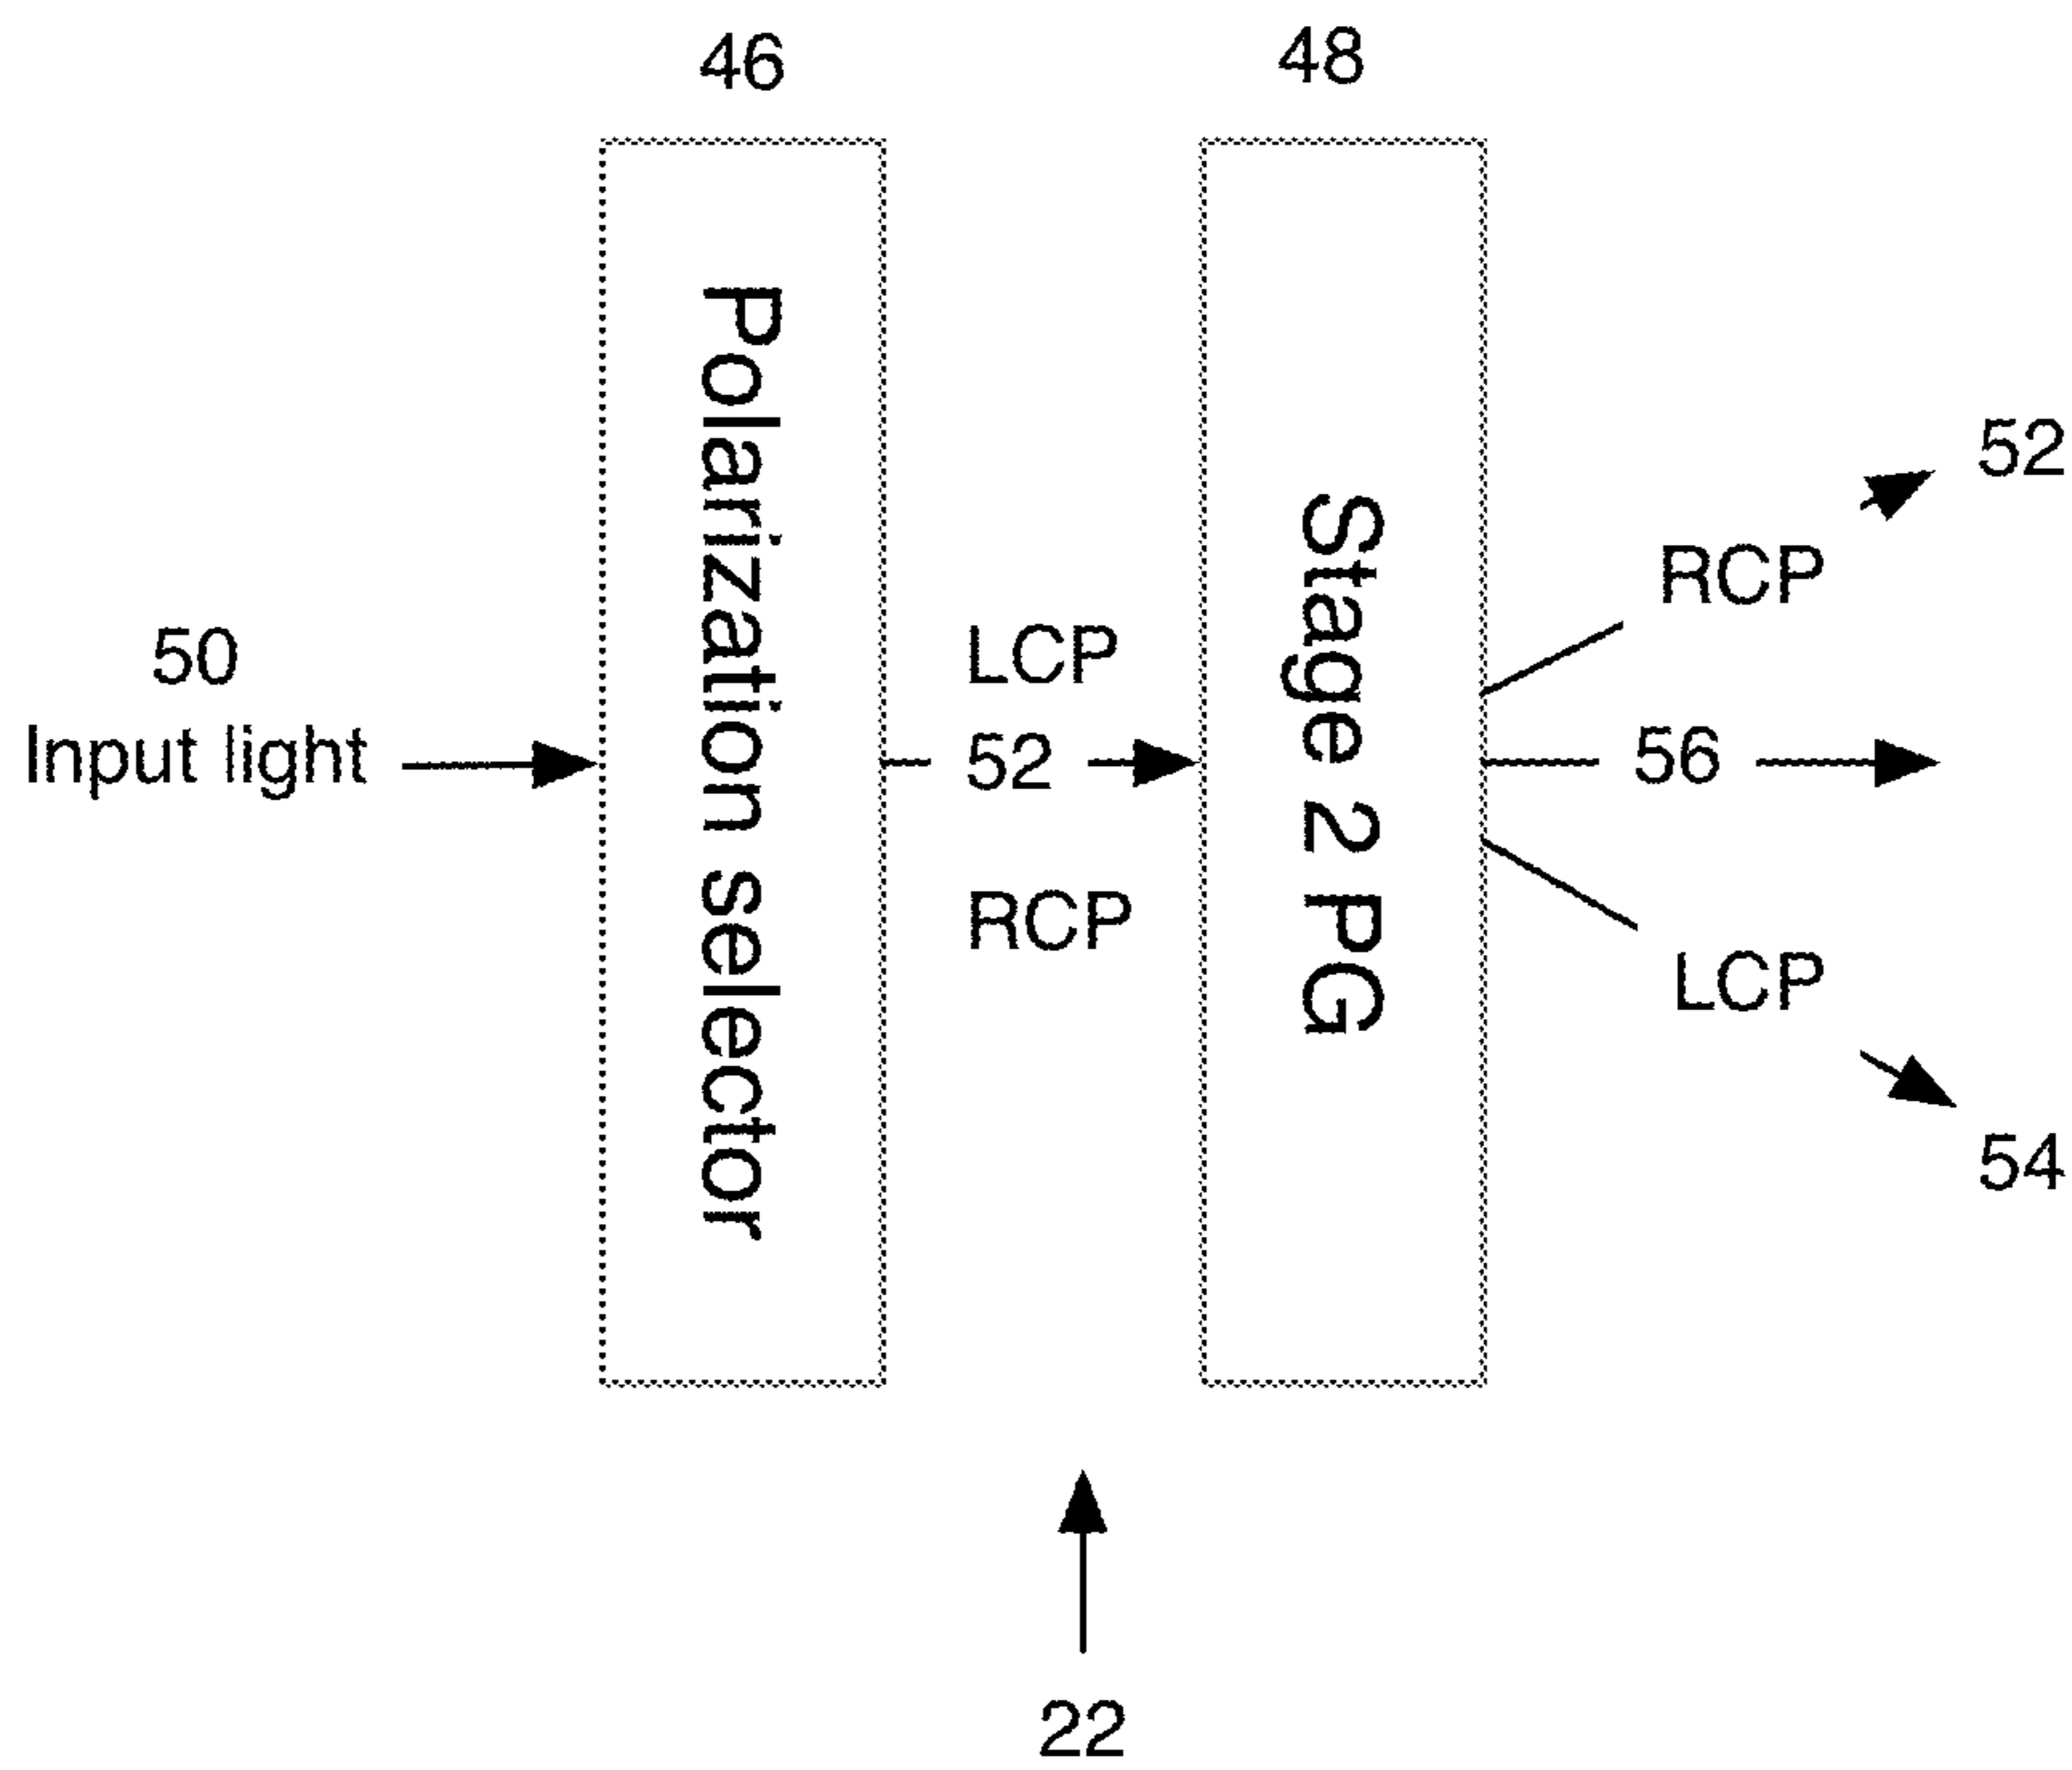 46
48
50
Input light
Polarization selector
LCP
52
RCP
Stage 2 PG
52
RCP
56
LCP
54
22